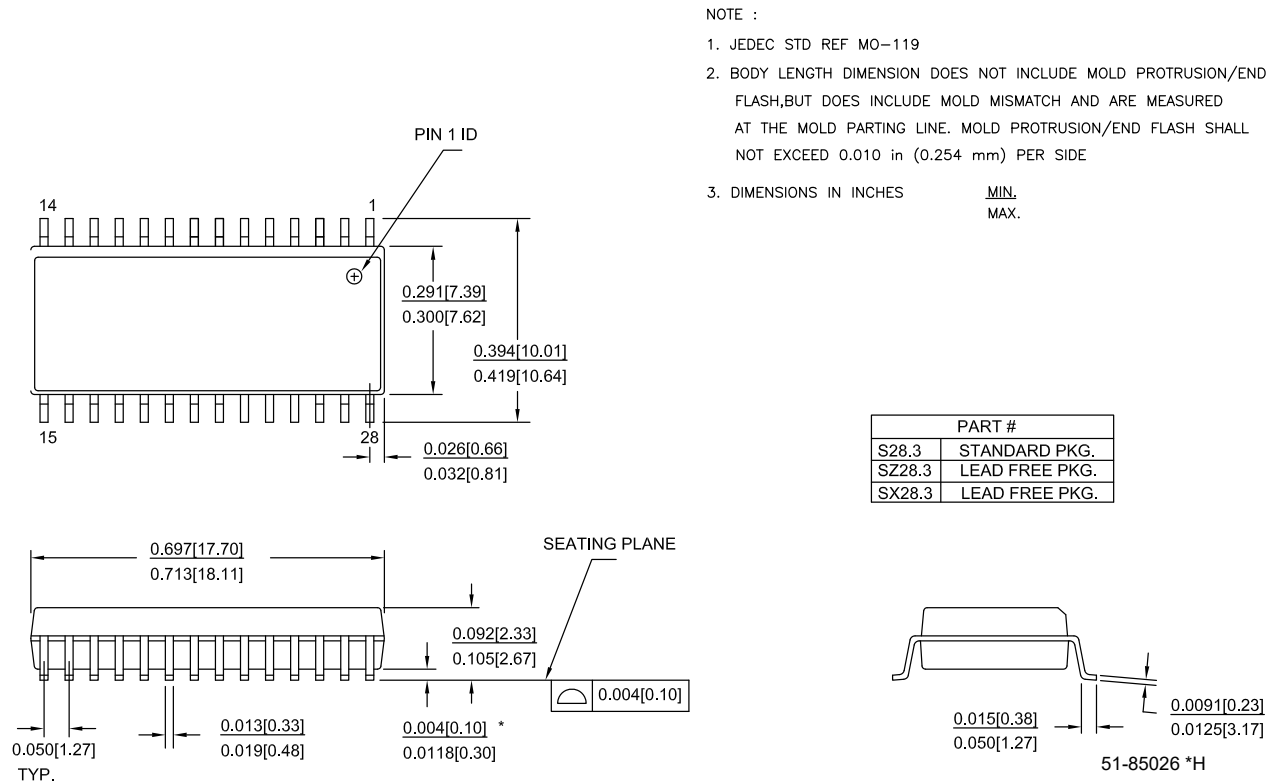 NOTE :
1. JEDEC STD REF MO-119
2. BODY LENGTH DIMENSION DOES NOT INCLUDE MOLD PROTRUSION/END
FLASH,BUT DOES INCLUDE MOLD MISMATCH AND ARE MEASURED
AT THE MOLD PARTING LINE. MOLD PROTRUSION/END FLASH SHALL
NOT EXCEED 0.010 in (0.254 mm) PER SIDE
3. DIMENSIONS IN INCHES MIN.
MAX.
PIN 1 ID
14 1
0.291[7.39]
0.300[7.62]
0.394[10.01]
0.419[10.64]
15 28
0.026[0.66]
0.032[0.81]
PART #
S28.3 STANDARD PKG.
SZ28.3 LEAD FREE PKG.
SX28.3 LEAD FREE PKG.
0.697[17.70]
0.713[18.11]
SEATING PLANE
0.092[2.33]
0.105[2.67]
0.004[0.10]
0.050[1.27]
TYP.
0.013[0.33]
0.019[0.48]
0.004[0.10] *
0.0118[0.30]
0.015[0.38]
0.050[1.27]
0.0091[0.23]
0.0125[3.17]
51-85026 *H